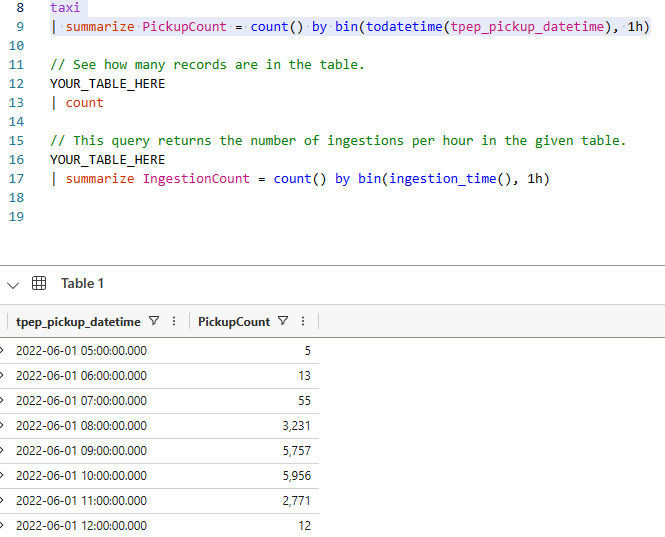 8 taxi
9 | summarize PickupCount = count() by bin(todatetime(tpep_pickup_datetime), 1h)
10
11 // See how many records are in the table.
12 YOUR_TABLE_HERE
13 | count
14
15 // This query returns the number of ingestions per hour in the given table.
16 YOUR_TABLE_HERE
17 | summarize IngestionCount = count() by bin(ingestion_time(), 1h)
18
19
Table 1
tpep_pickup_datetime PickupCount
2022-06-01 05:00:00.000 5
2022-06-01 06:00:00.000 13
2022-06-01 07:00:00.000 55
2022-06-01 08:00:00.000 3,231
2022-06-01 09:00:00.000 5,757
2022-06-01 10:00:00.000 5,956
2022-06-01 11:00:00.000 2,771
2022-06-01 12:00:00.000 12